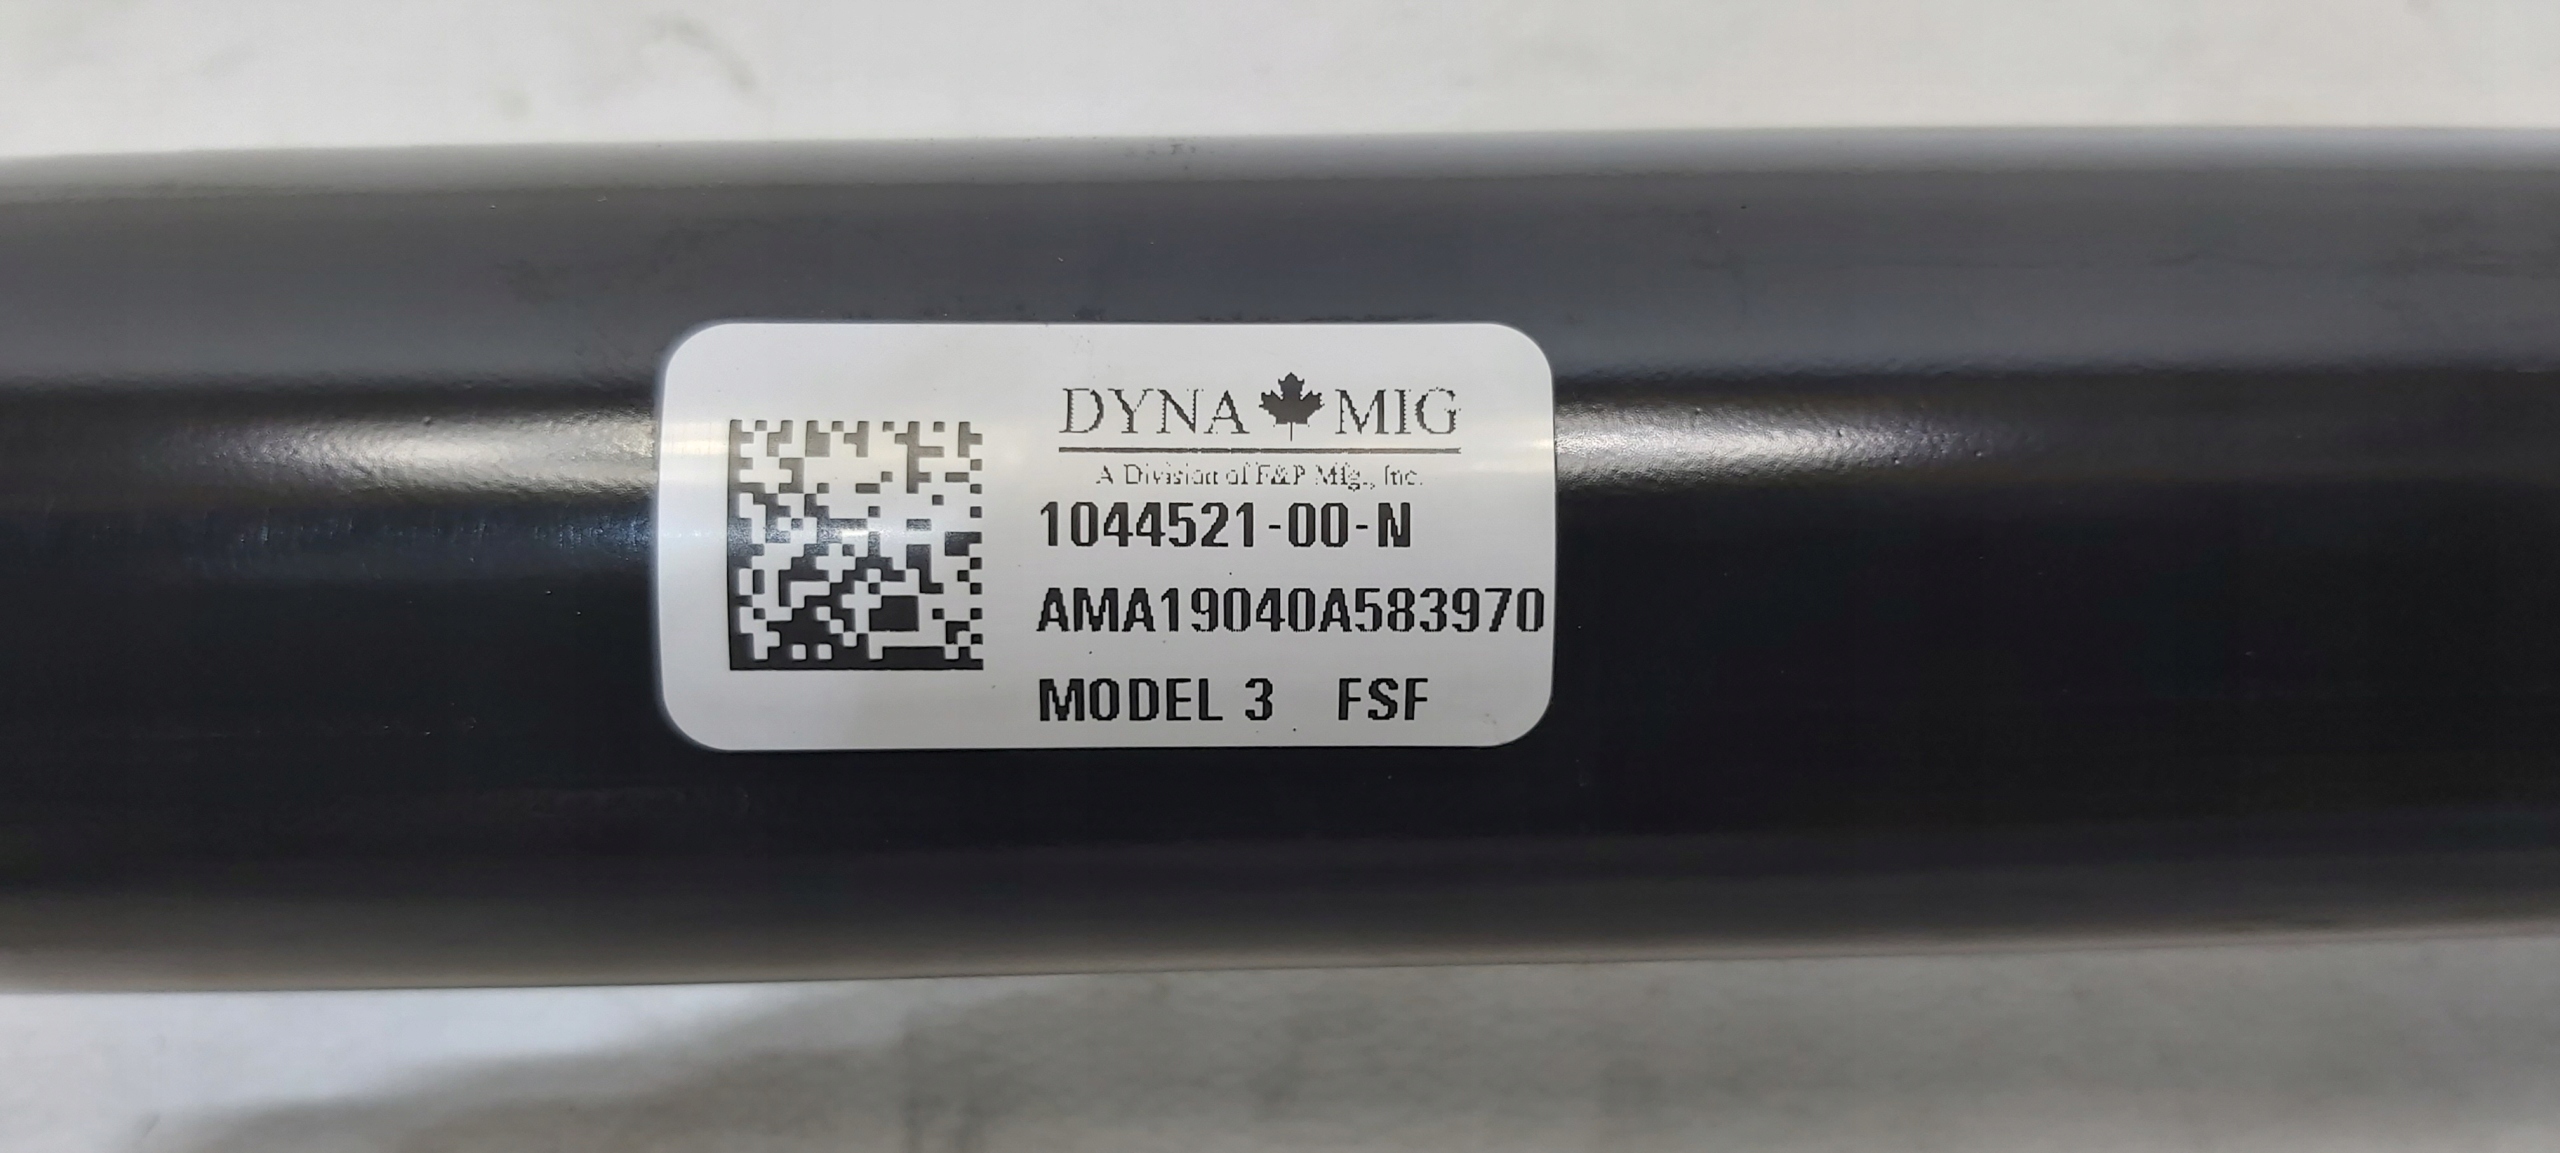 DYNA MIG
A Division of F&P Mfg., Inc.
1044521-00-N
AMA19040A583970
MODEL 3 FSF